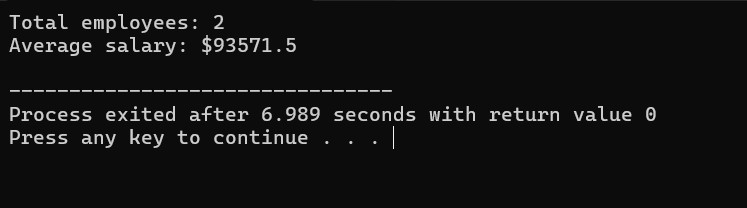 Total employees: 2
Average salary: $93571.5
--------------------------------
Process exited after 6.989 seconds with return value 0
Press any key to continue . . .